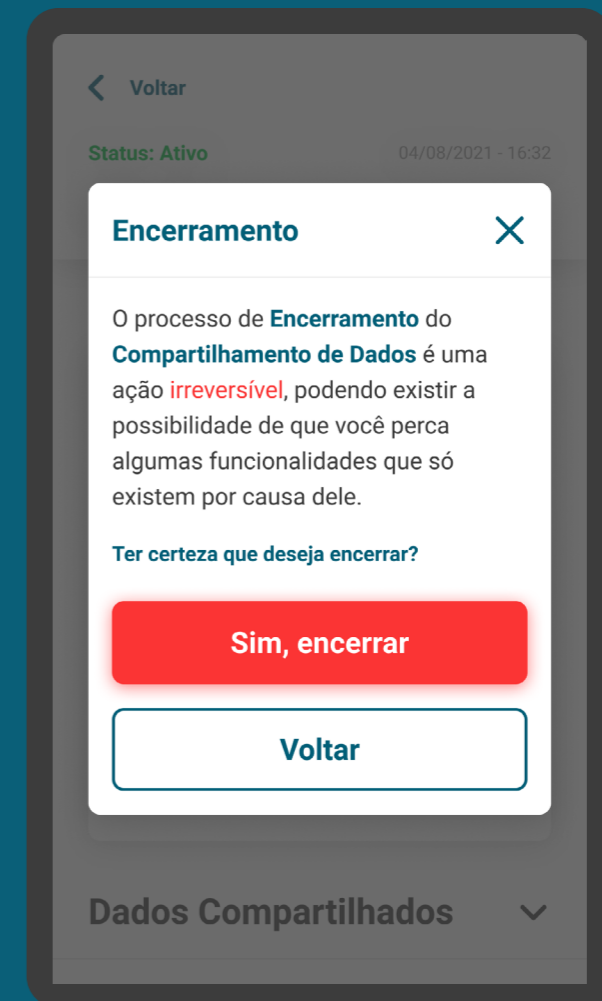 Voltar
Status: Ativo
04/08/2021 - 16:32
Encerramento
O processo de Encerramento do
Compartilhamento de Dados é uma
ação irreversível, podendo existir a
possibilidade de que você perca
algumas funcionalidades que só
existem por causa dele.
Ter certeza que deseja encerrar?
Sim, encerrar
Voltar
Dados Compartilhados